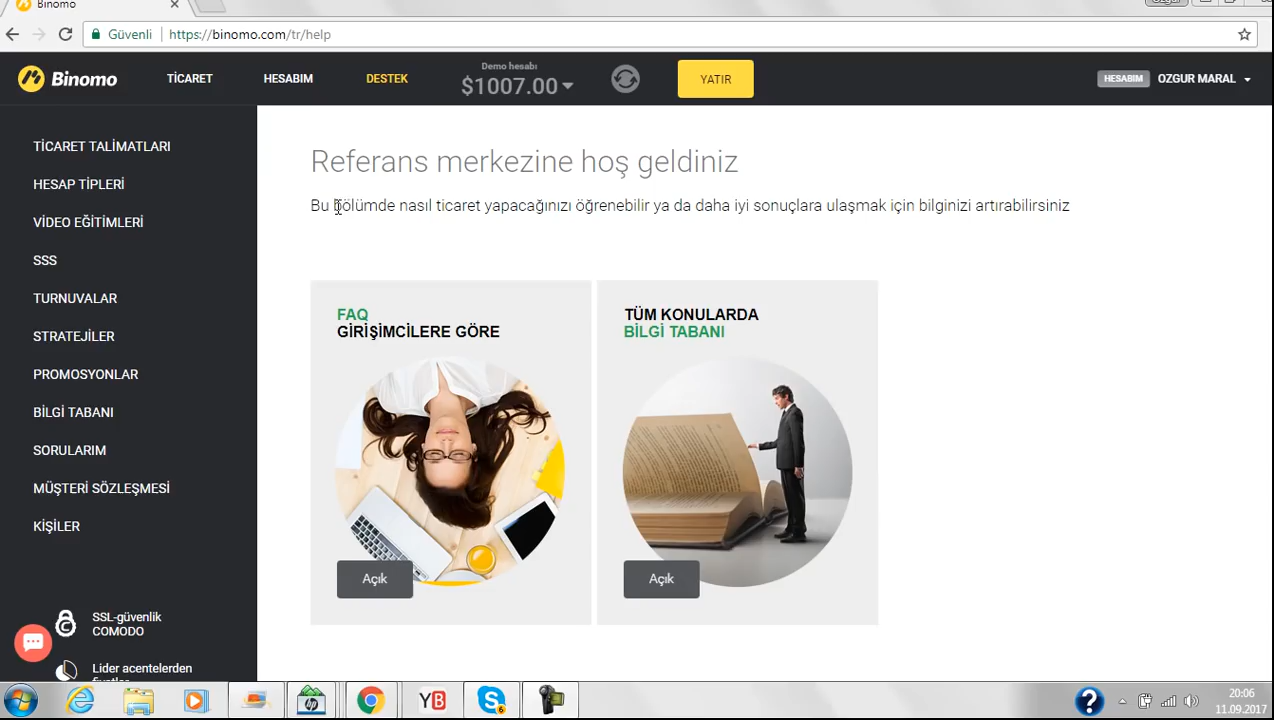 Binomo
Güvenli
https://binomo.com/tr/help
Binomo
TİCARET
HESABIM
DESTEK
Demo hesabı
$1007.00
YATIR
HESABIM
OZGUR MARAL
TİCARET TALİMATLARI
HESAP TİPLERİ
VİDEO EĞİTİMLERİ
SSS
TURNUVALAR
STRATEJİLER
PROMOSYONLAR
BİLGİ TABANI
SORULARIM
MÜŞTERİ SÖZLEŞMESİ
KİŞİLER
SSL-güvenlik
COMODO
Lider acentelerden
Referans merkezine hoş geldiniz
Bu bölümde nasıl ticaret yapacağınızı öğrenebilir ya da daha iyi sonuçlara ulaşmak için bilginizi artırabilirsiniz
FAQ
GİRİŞİMCİLERE GÖRE
Açık
TÜM KONULARDA
BİLGİ TABANI
Açık
YB
6
20:06
11.09.2017